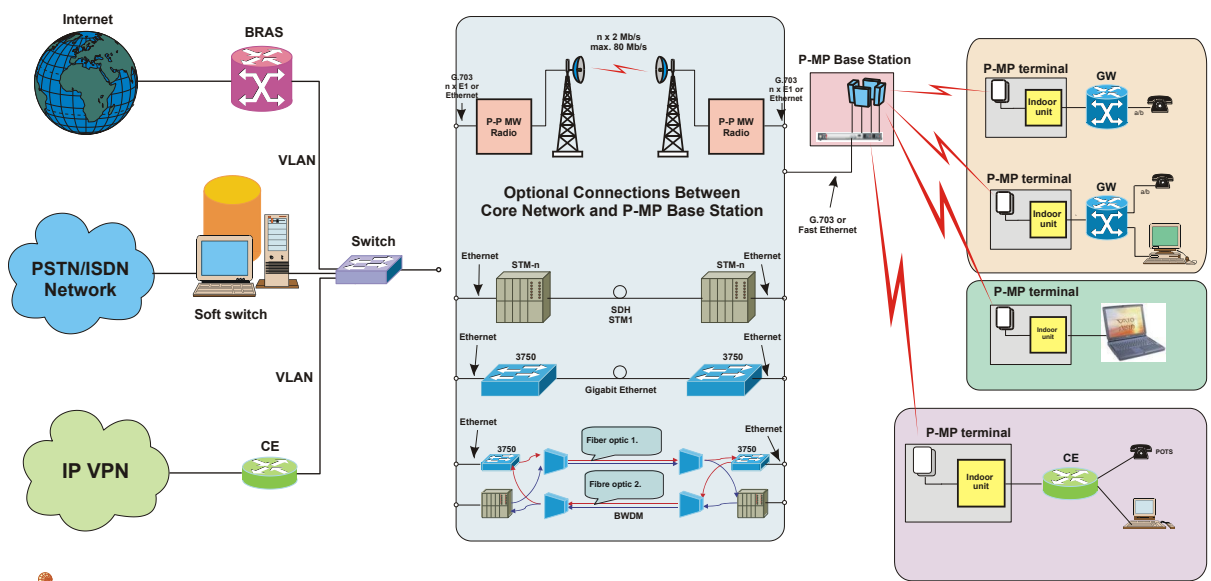 Internet
BRAS
VLAN
PSTN/ISDN
Network
Soft switch
Switch
VLAN
IP VPN
CE
n x 2 Mb/s
max. 80 Mb/s
G.703
n x E1 or
Ethernet
P-P MW
Radio
P-P MW
Radio
G.703
n x E1 or
Ethernet
Optional Connections Between
Core Network and P-MP Base Station
Ethernet
STM-n
STM-n
Ethernet
SDH
STM1
Ethernet
3750
3750
Ethernet
Gigabit Ethernet
Ethernet
3750
Fiber optic 1.
3750
Ethernet
Fibre optic 2.
BWDM
P-MP Base Station
G.703 or
Fast Ethernet
P-MP terminal
GW
Indoor
unit
a/b
P-MP terminal
GW
Indoor
unit
a/b
P-MP terminal
Indoor
unit
P-MP terminal
CE
Indoor
unit
POTS